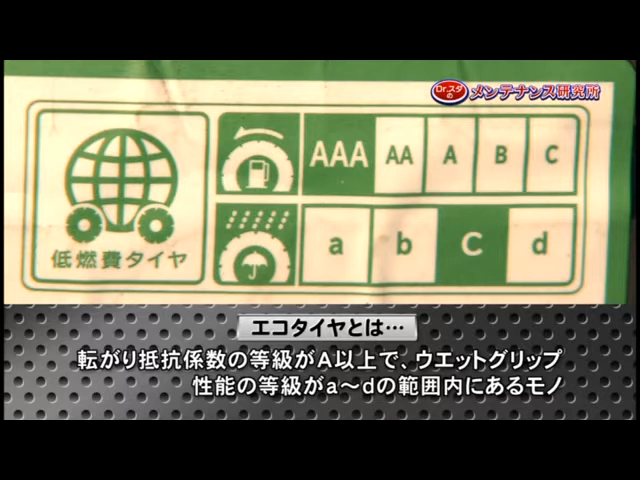 Dr.スダの メンテナンス研究所
低燃費タイヤ
AAA AA A B C
a b c d
エコタイヤとは…
転がり抵抗係数の等級がA以上で、ウエットグリップ
性能の等級がa～dの範囲内にあるモノ